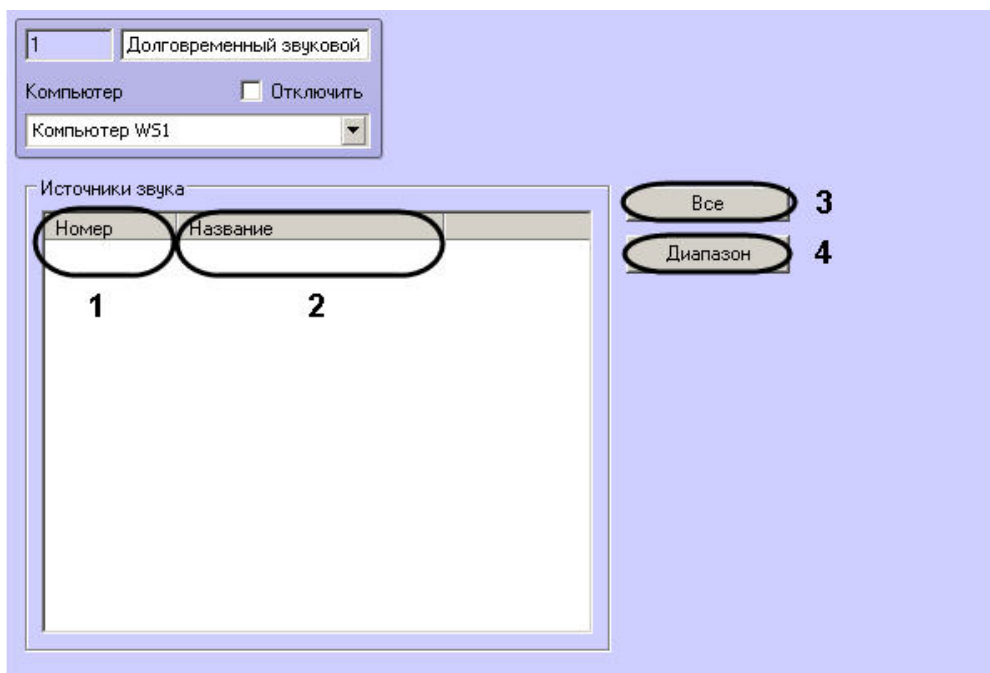 1 Долговременный звуковой
Компьютер Отключить
Компьютер WS1
Источники звука
Номер Название
1 2
Все 3
Диапазон 4